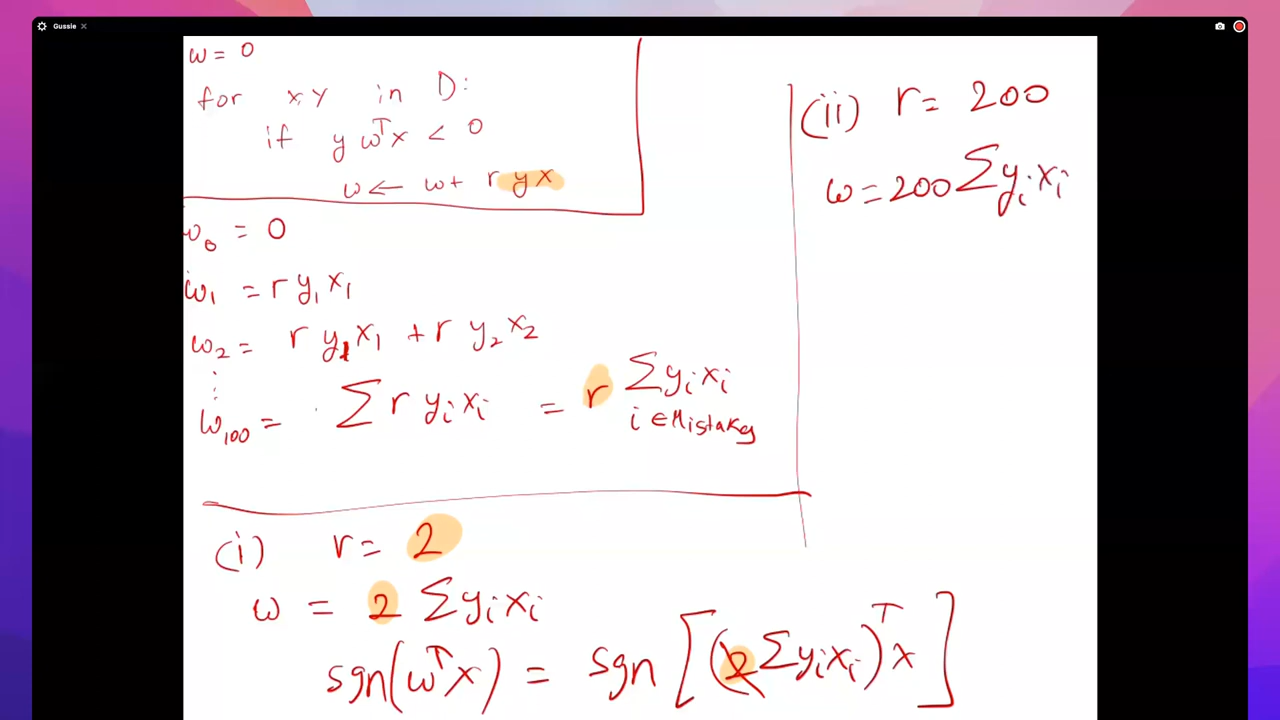 Gussie
w = 0
for x,y in D:
if y wᵀx < 0
w ← w + r y x
w₀ = 0
w₁ = r y₁ x₁
w₂ = r y₁ x₁ + r y₂ x₂
⋮
w₁₀₀ = Σ r yᵢ xᵢ = r Σ yᵢ xᵢ
i ∈ Mistakes
(i) r = 2
w = 2 Σ yᵢ xᵢ
sgn(wᵀx) = sgn [(2 Σ yᵢ xᵢ)ᵀ x]
(ii) r = 200
w = 200 Σ yᵢ xᵢ